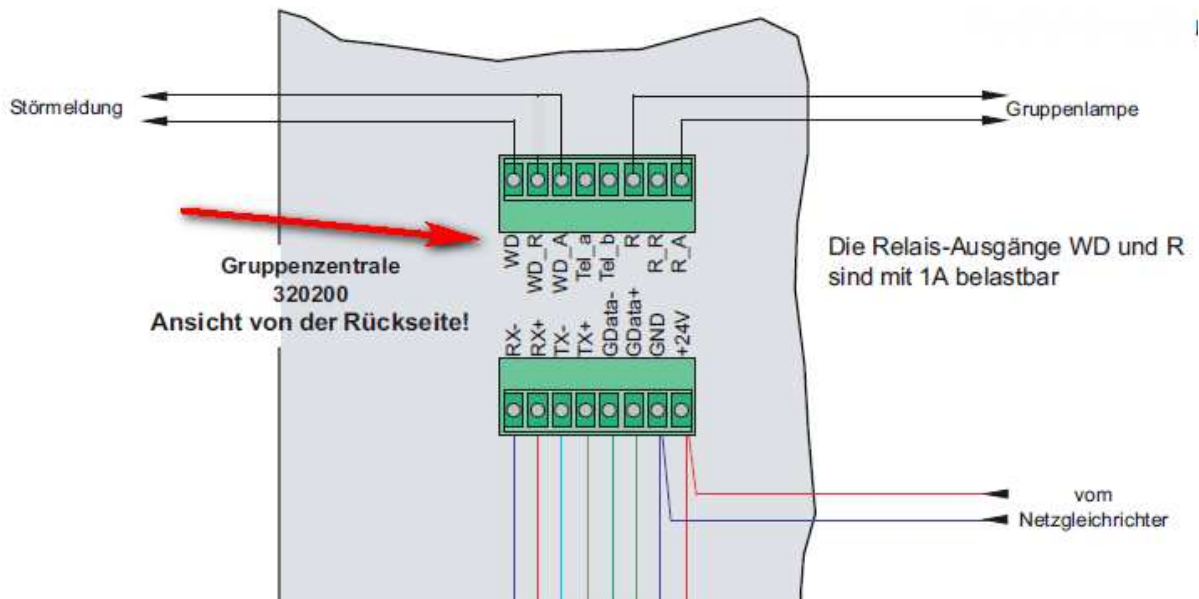 Störmeldung
Gruppenlampe
WD
WD_R
WD_A
Tel_a
Tel_b
R
R_R
R_A
Gruppenzentrale
320200
Ansicht von der Rückseite!
Die Relais-Ausgänge WD und R
sind mit 1A belastbar
RX-
RX+
TX-
TX+
GData-
GData+
GND
+24V
vom
Netzgleichrichter